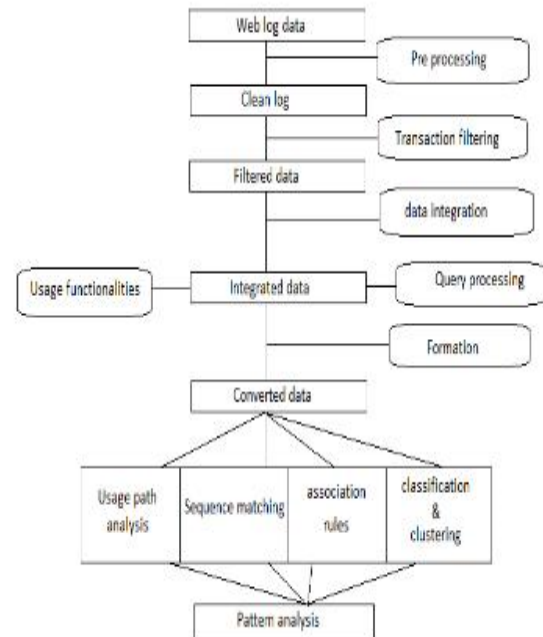 Web log data
Pre processing
Clean log
Transaction filtering
Filtered data
data integration
Usage functionalities
Integrated data
Query processing
Formation
Converted data
Usage path
analysis
Sequence matching
association
rules
classification
&
clustering
Pattern analysis